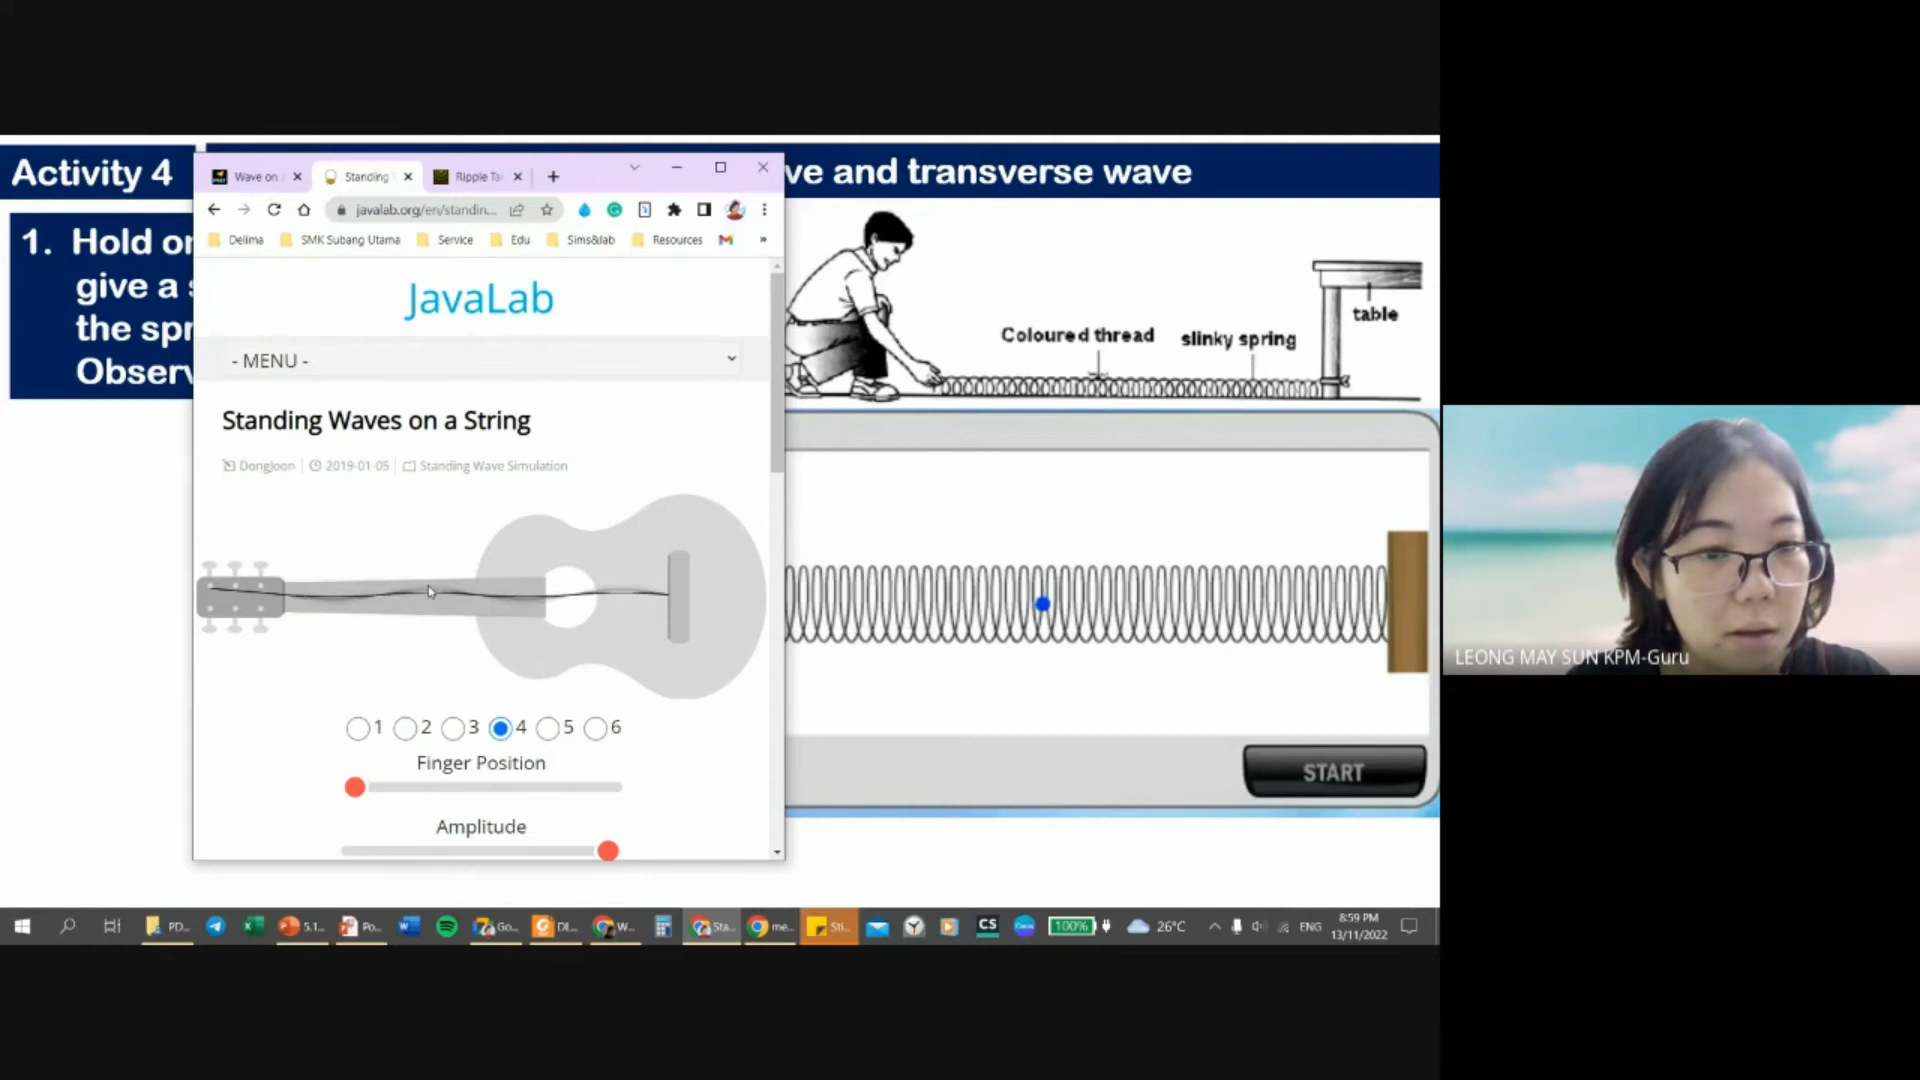 Activity 4
ve and transverse wave
1. Hold or
give a s
the spr
Observ
Wave on
Standing
Ripple Ta
javalab.org/en/standin...
Delima
SMK Subang Utama
Service
Edu
Sims&lab
Resources
»
JavaLab
- MENU -
Standing Waves on a String
DongJoon
2019-01-05
Standing Wave Simulation
1 2 3 4 5 6
Finger Position
Amplitude
Coloured thread
slinky spring
table
START
LEONG MAY SUN KPM-Guru
PD...
5.1...
Po...
Go...
DL...
W...
Sta...
me...
Sti...
CS
100%
26°C
ENG
8:59 PM
13/11/2022